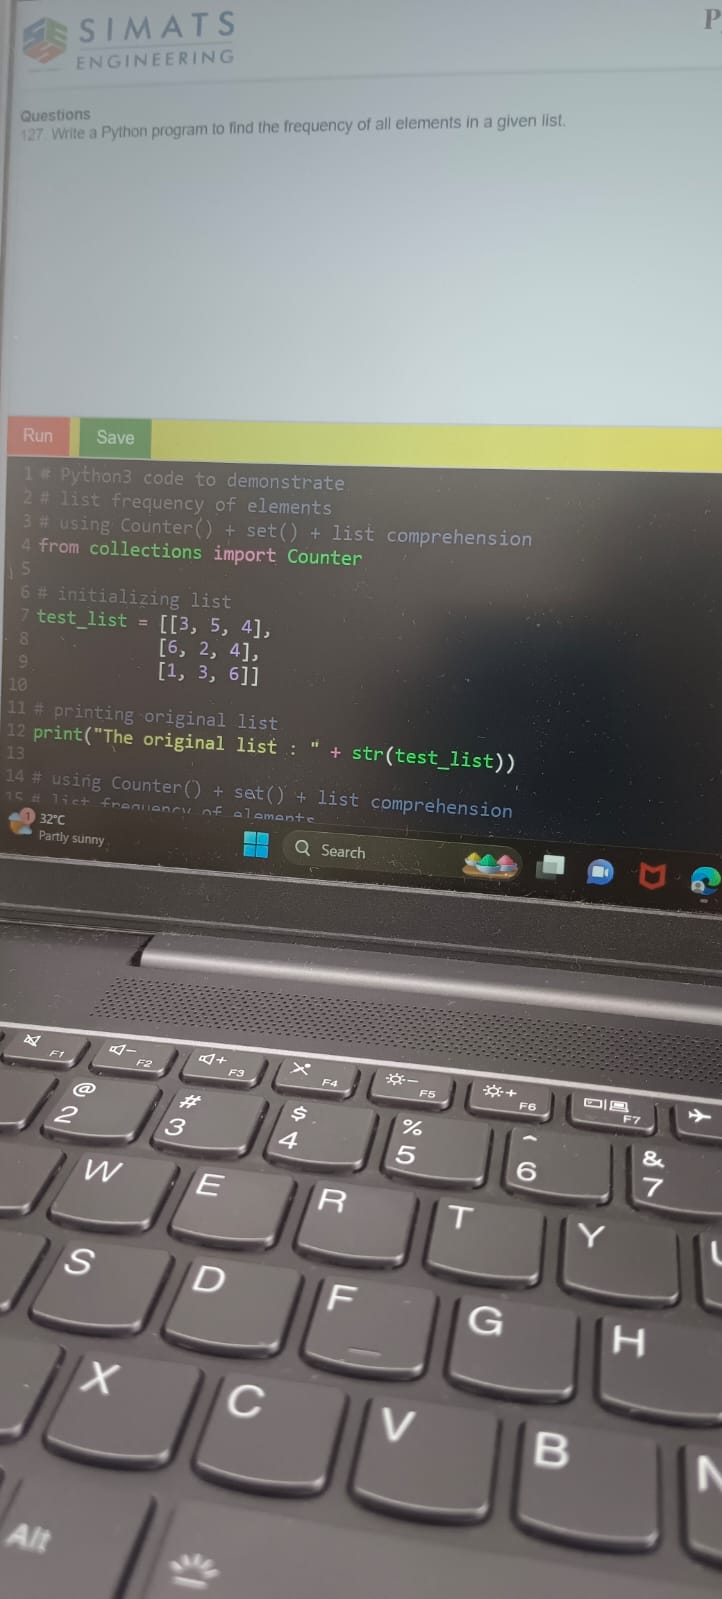 SIMATS
ENGINEERING
P
Questions
127. Write a Python program to find the frequency of all elements in a given list.
Run Save
1 # Python3 code to demonstrate
2 # list frequency of elements
3 # using Counter() + set() + list comprehension
4 from collections import Counter
5
6 # initializing list
7 test_list = [[3, 5, 4],
8 [6, 2, 4],
9 [1, 3, 6]]
10
11 # printing original list
12 print("The original list : " + str(test_list))
13
14 # using Counter() + set() + list comprehension
15 # list frequency of elements
1
32°C
Partly sunny
Search
F1 F2 F3 F4 F5 F6 F7
@ # $ % ^ &
2 3 4 5 6 7
W E R T Y
S D F G H
X C V B N
Alt